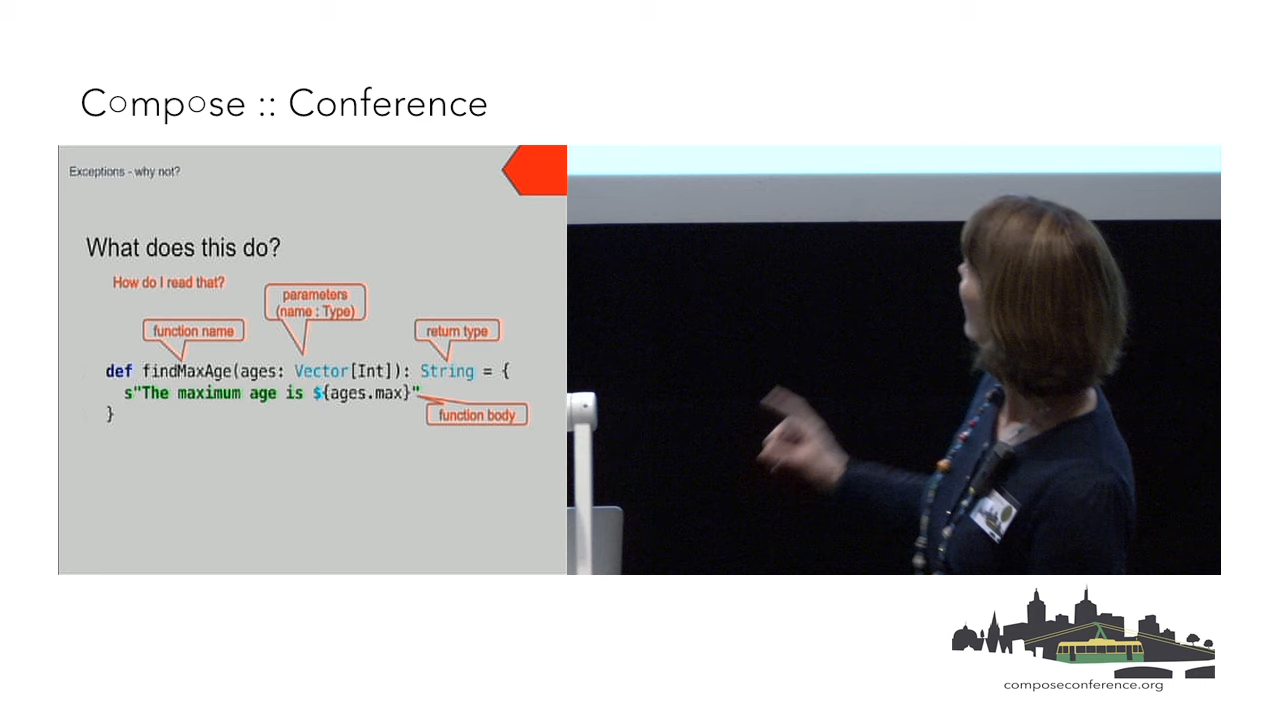 Compose :: Conference
Exceptions - why not?
What does this do?
How do I read that?
parameters
(name : Type)
function name
return type
def findMaxAge(ages: Vector[Int]): String = {
s"The maximum age is ${ages.max}"
function body
}
composeconference.org